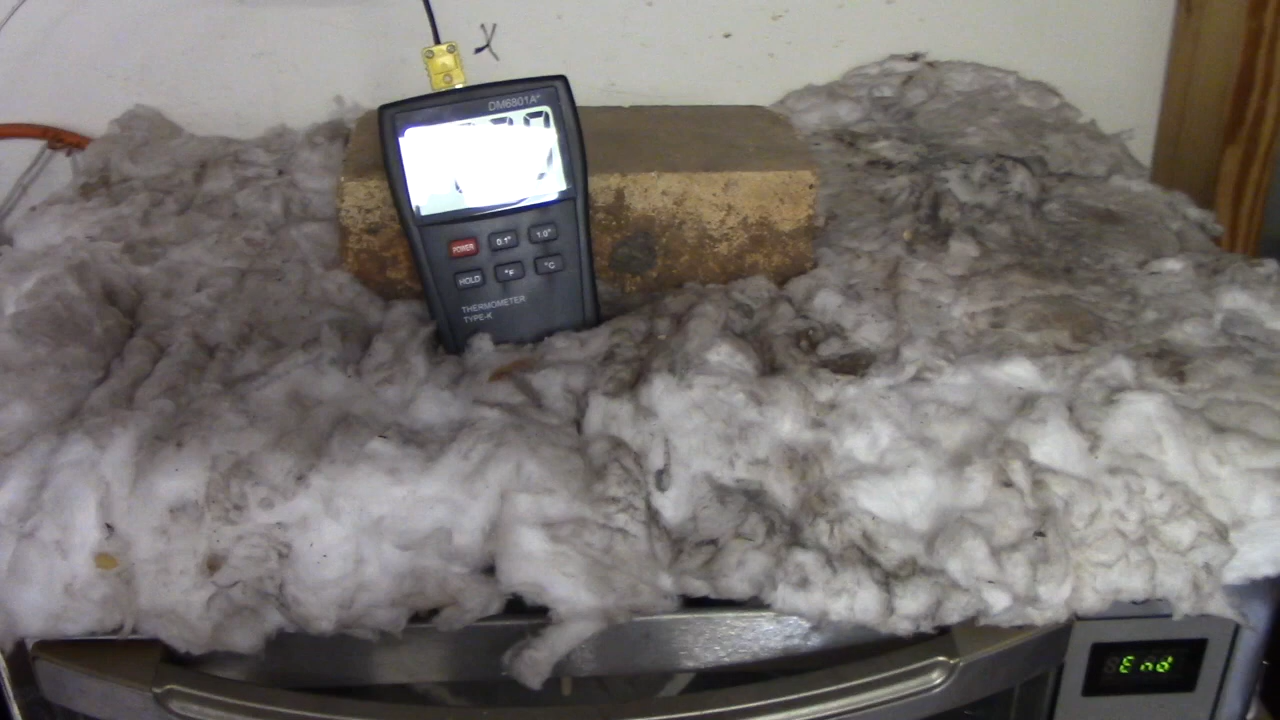 DM6801A+
POWER 0.1° 1.0°
HOLD °F °C
THERMOMETER
TYPE-K
End